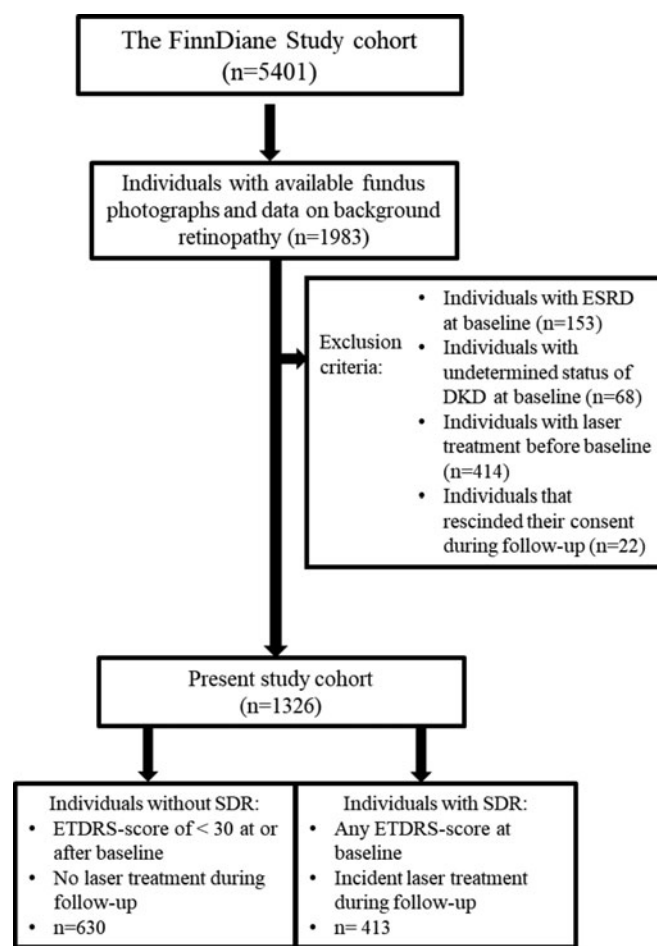 The FinnDiane Study cohort
(n=5401)
Individuals with available fundus
photographs and data on background
retinopathy (n=1983)
Exclusion
criteria:
• Individuals with ESRD
at baseline (n=153)
• Individuals with
undetermined status of
DKD at baseline (n=68)
• Individuals with laser
treatment before baseline
(n=414)
• Individuals that
rescinded their consent
during follow-up (n=22)
Present study cohort
(n=1326)
Individuals without SDR:
• ETDRS-score of < 30 at or
after baseline
• No laser treatment during
follow-up
• n=630
Individuals with SDR:
• Any ETDRS-score at
baseline
• Incident laser treatment
during follow-up
• n= 413